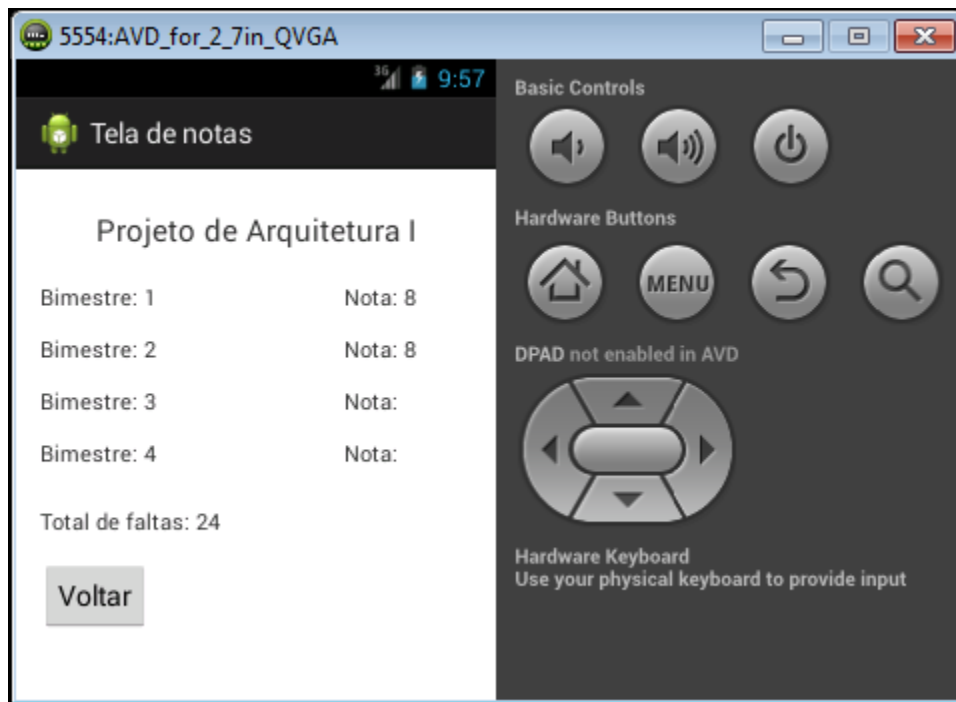 5554:AVD_for_2_7in_QVGA
3G 9:57
Tela de notas
Projeto de Arquitetura I
Bimestre: 1 Nota: 8
Bimestre: 2 Nota: 8
Bimestre: 3 Nota:
Bimestre: 4 Nota:
Total de faltas: 24
Voltar
Basic Controls
Hardware Buttons
MENU
DPAD not enabled in AVD
Hardware Keyboard
Use your physical keyboard to provide input